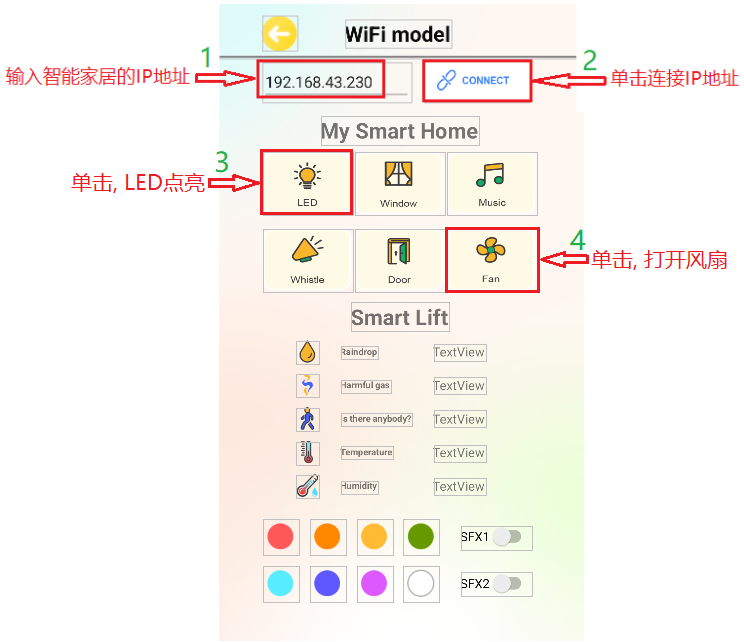 WiFi model
1
2
输入智能家居的IP地址
192.168.43.230
CONNECT
单击连接IP地址
My Smart Home
3
单击, LED点亮
LED
Window
Music
4
单击, 打开风扇
Whistle
Door
Fan
Smart Lift
Raindrop
TextView
Harmful gas
TextView
Is there anybody?
TextView
Temperature
TextView
Humidity
TextView
SFX1
SFX2